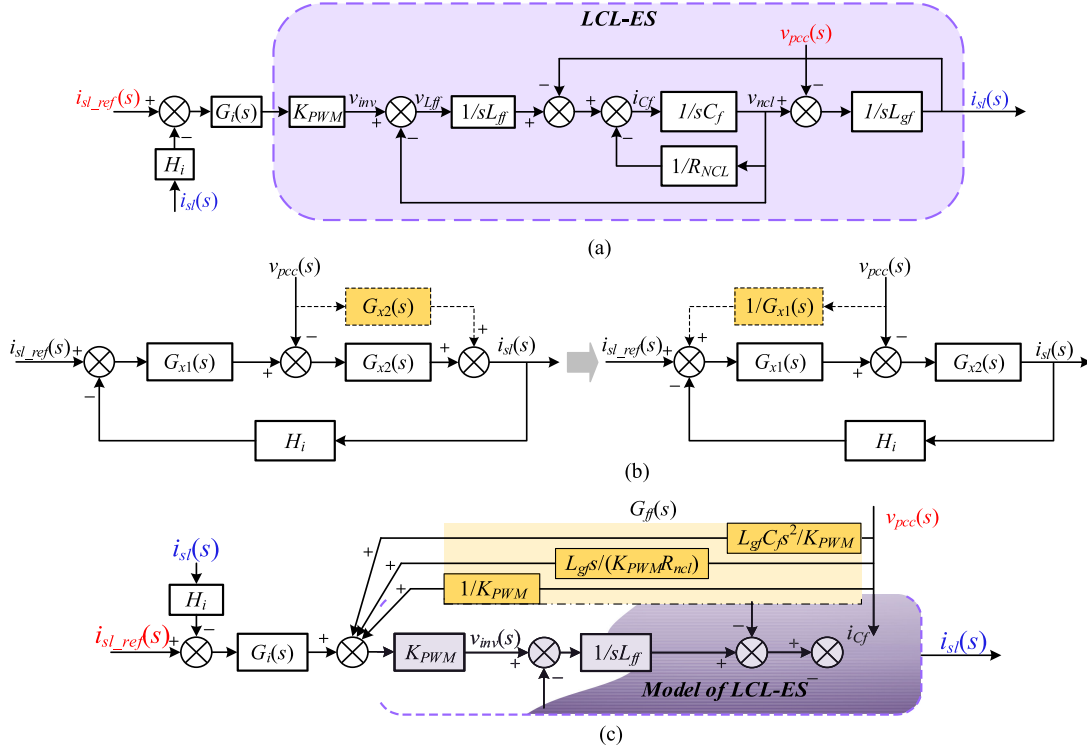 LCL-ES
v_pcc(s)
i_sl_ref(s) + − G_i(s) K_PWM v_inv + − v_Lff 1/sL_ff + − + − i_Cf 1/sC_f v_ncl + − 1/sL_gf i_sl(s)
H_i
1/R_NCL
i_sl(s)
(a)
v_pcc(s) v_pcc(s)
G_x2(s) 1/G_x1(s)
i_sl_ref(s) + − G_x1(s) + − G_x2(s) + + i_sl(s) i_sl_ref(s) + + − G_x1(s) + − G_x2(s) i_sl(s)
H_i H_i
(b)
G_ff(s)
v_pcc(s)
L_gf C_f s²/K_PWM
i_sl(s)
L_gf s/(K_PWM R_ncl)
H_i
1/K_PWM
+ + +
i_sl_ref(s) + − G_i(s) + K_PWM v_inv(s) + − 1/sL_ff + − + − i_Cf i_sl(s)
Model of LCL-ES
(c)